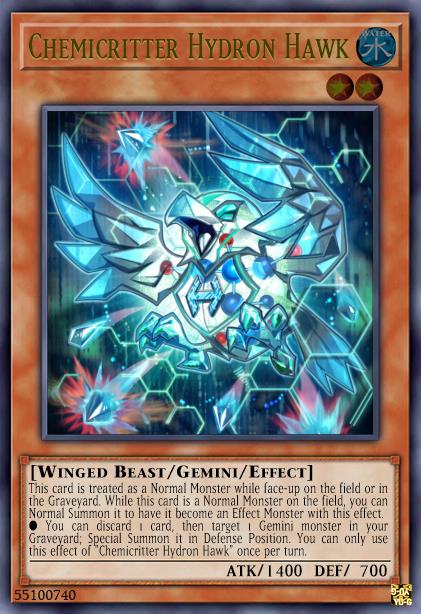 Chemicritter Hydron Hawk
WATER
水
H
[Winged Beast/Gemini/Effect]
This card is treated as a Normal Monster while face-up on the field or in
the Graveyard. While this card is a Normal Monster on the field, you can
Normal Summon it to have it become an Effect Monster with this effect.
● You can discard 1 card, then target 1 Gemini monster in your
Graveyard; Special Summon it in Defense Position. You can only use
this effect of "Chemicritter Hydron Hawk" once per turn.
ATK/1400 DEF/ 700
55100740